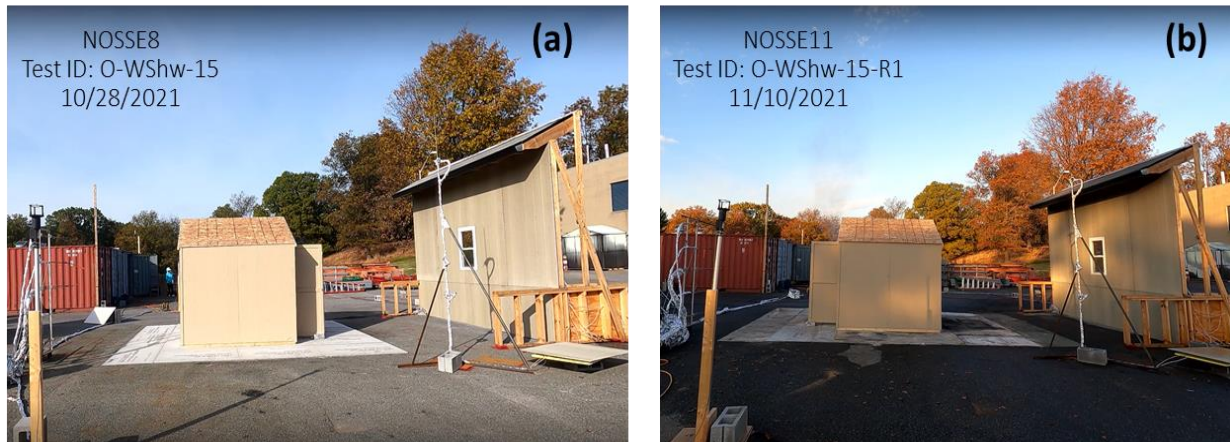 NOSSE8
Test ID: O-WShw-15
10/28/2021
(a)
NOSSE11
Test ID: O-WShw-15-R1
11/10/2021
(b)